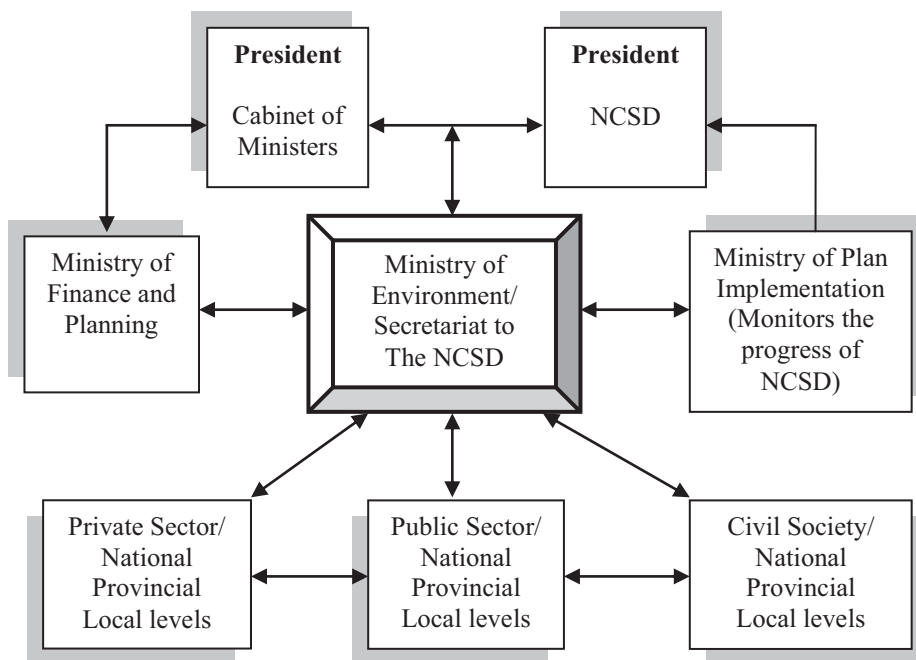 President
Cabinet of
Ministers
President
NCSD
Ministry of
Finance and
Planning
Ministry of
Environment/
Secretariat to
The NCSD
Ministry of Plan
Implementation
(Monitors the
progress of
NCSD)
Private Sector/
National
Provincial
Local levels
Public Sector/
National
Provincial
Local levels
Civil Society/
National
Provincial
Local levels